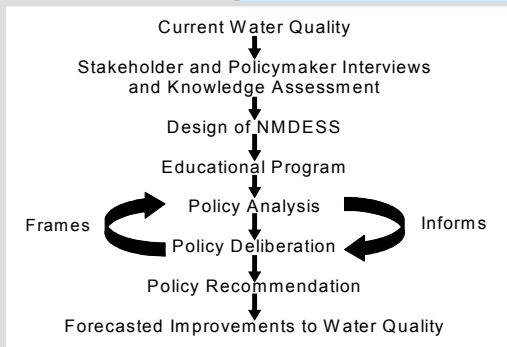 Current Water Quality
Stakeholder and Policymaker Interviews
and Knowledge Assessment
Design of NMDESS
Educational Program
Policy Analysis
Frames
Informs
Policy Deliberation
Policy Recommendation
Forecasted Improvements to Water Quality